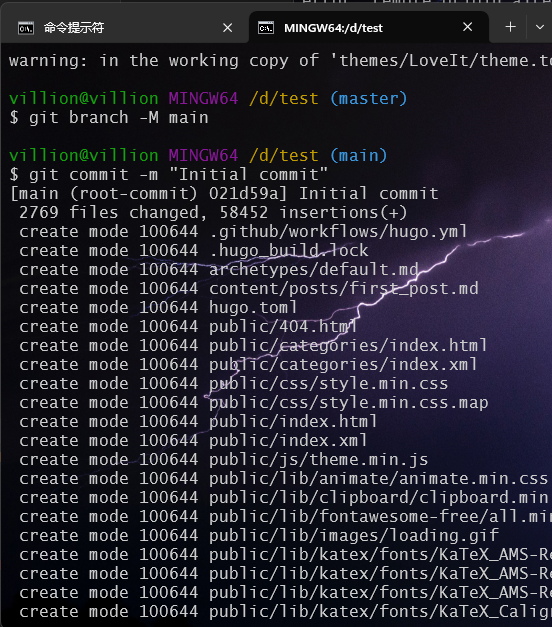 命令提示符
MINGW64:/d/test
warning: in the working copy of 'themes/LoveIt/theme.to
villion@villion MINGW64 /d/test (master)
$ git branch -M main
villion@villion MINGW64 /d/test (main)
$ git commit -m "Initial commit"
[main (root-commit) 021d59a] Initial commit
 2769 files changed, 58452 insertions(+)
 create mode 100644 .github/workflows/hugo.yml
 create mode 100644 .hugo_build.lock
 create mode 100644 archetypes/default.md
 create mode 100644 content/posts/first_post.md
 create mode 100644 hugo.toml
 create mode 100644 public/404.html
 create mode 100644 public/categories/index.html
 create mode 100644 public/categories/index.xml
 create mode 100644 public/css/style.min.css
 create mode 100644 public/css/style.min.css.map
 create mode 100644 public/index.html
 create mode 100644 public/index.xml
 create mode 100644 public/js/theme.min.js
 create mode 100644 public/lib/animate/animate.min.css
 create mode 100644 public/lib/clipboard/clipboard.min
 create mode 100644 public/lib/fontawesome-free/all.min
 create mode 100644 public/lib/images/loading.gif
 create mode 100644 public/lib/katex/fonts/KaTeX_AMS-Re
 create mode 100644 public/lib/katex/fonts/KaTeX_AMS-Re
 create mode 100644 public/lib/katex/fonts/KaTeX_AMS-Re
 create mode 100644 public/lib/katex/fonts/KaTeX_Calig